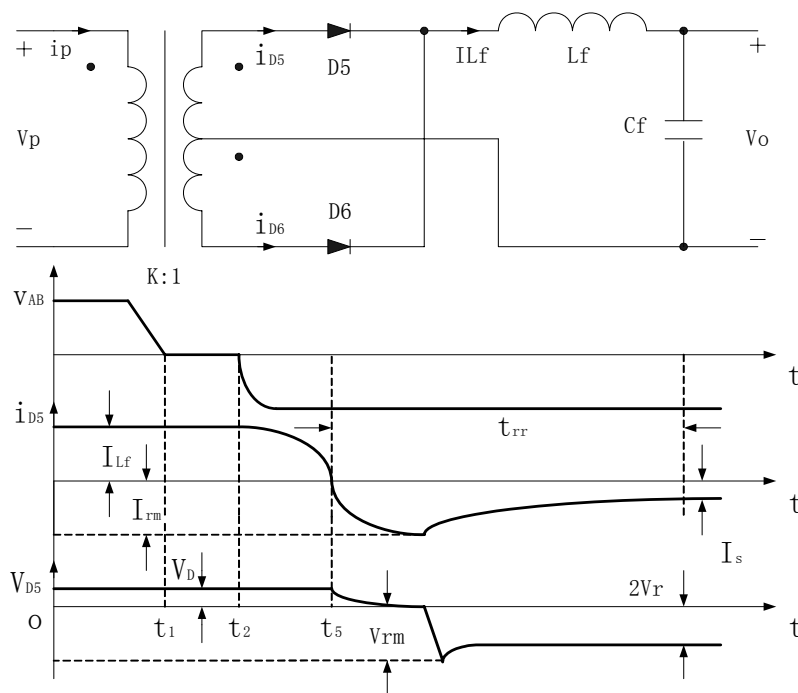 + ip
iD5 D5 ILf Lf +
Vp Cf Vo
D6
− iD6 −
K:1
vAB
t
iD5
trr
ILf
Irm t
Is
VD5 VD 2Vr
o t1 t2 t5 Vrm t